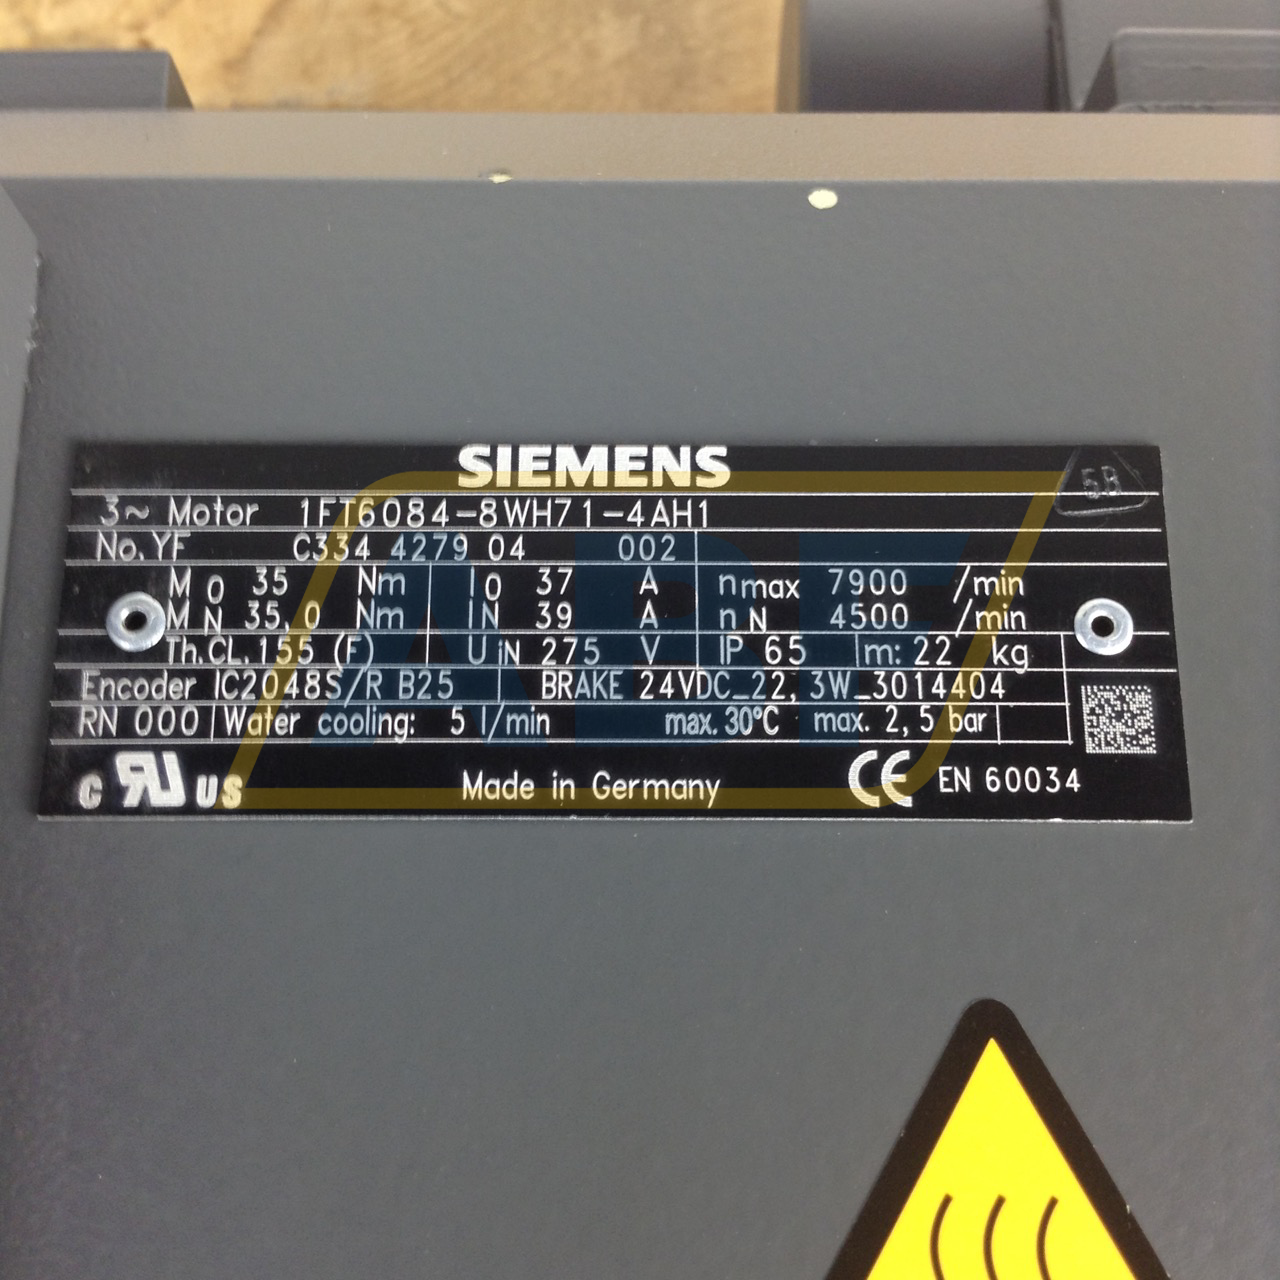 SIEMENS
5B
3~ Motor 1FT6084-8WH71-4AH1
No. YF C334 4279 04 002
M0 35 Nm I0 37 A nmax 7900 /min
MN 35,0 Nm IN 39 A nN 4500 /min
Th.CL. 155 (F) UiN 275 V IP 65 m: 22 kg
Encoder IC2048S/R B25 BRAKE 24VDC_22,3W_3014404
RN 000 Water cooling: 5 l/min max. 30°C max. 2,5 bar
c RU US Made in Germany CE EN 60034
ABF